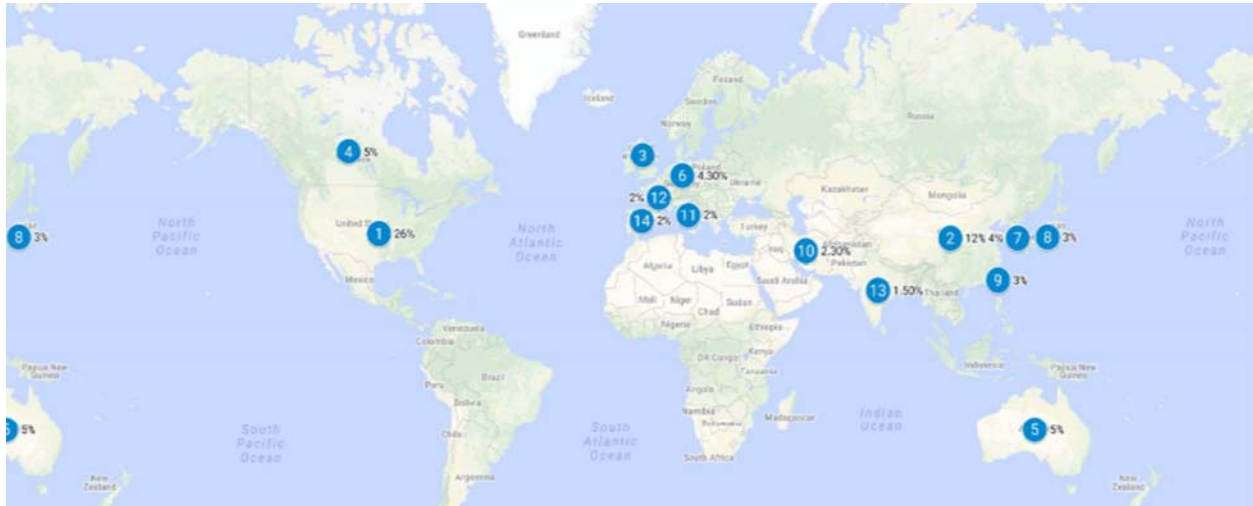 Greenland
Iceland
Finland
Sweden
Norway
Russia
3
4 5%
6 4.30%
Poland
Ukraine
Kazakhstan
Mongolia
2% 12
14 2%
11 2%
Turkey
North
Pacific
Ocean
United St
1 26%
North
Atlantic
Ocean
8 3%
2 12%
4% 7
8 3%
North
Pacific
Ocean
Iraq
10 2.30%
Afghanistan
Pakistan
Algeria
Libya
Egypt
Saudi Arabia
Mexico
13 1.50%
Thailand
9 3%
Mali
Niger
Sudan
Chad
Nigeria
Ethiopia
Venezuela
Colombia
DR Congo
Kenya
Tanzania
Papua New
Guinea
Peru
Brazil
Indonesia
Papua New
Guinea
Angola
Bolivia
Namibia
Botswana
Madagascar
Indian
Ocean
5%
South
Pacific
Ocean
Chile
South
Atlantic
Ocean
South Africa
5 5%
Argentina
New
Zealand
New
Zealand